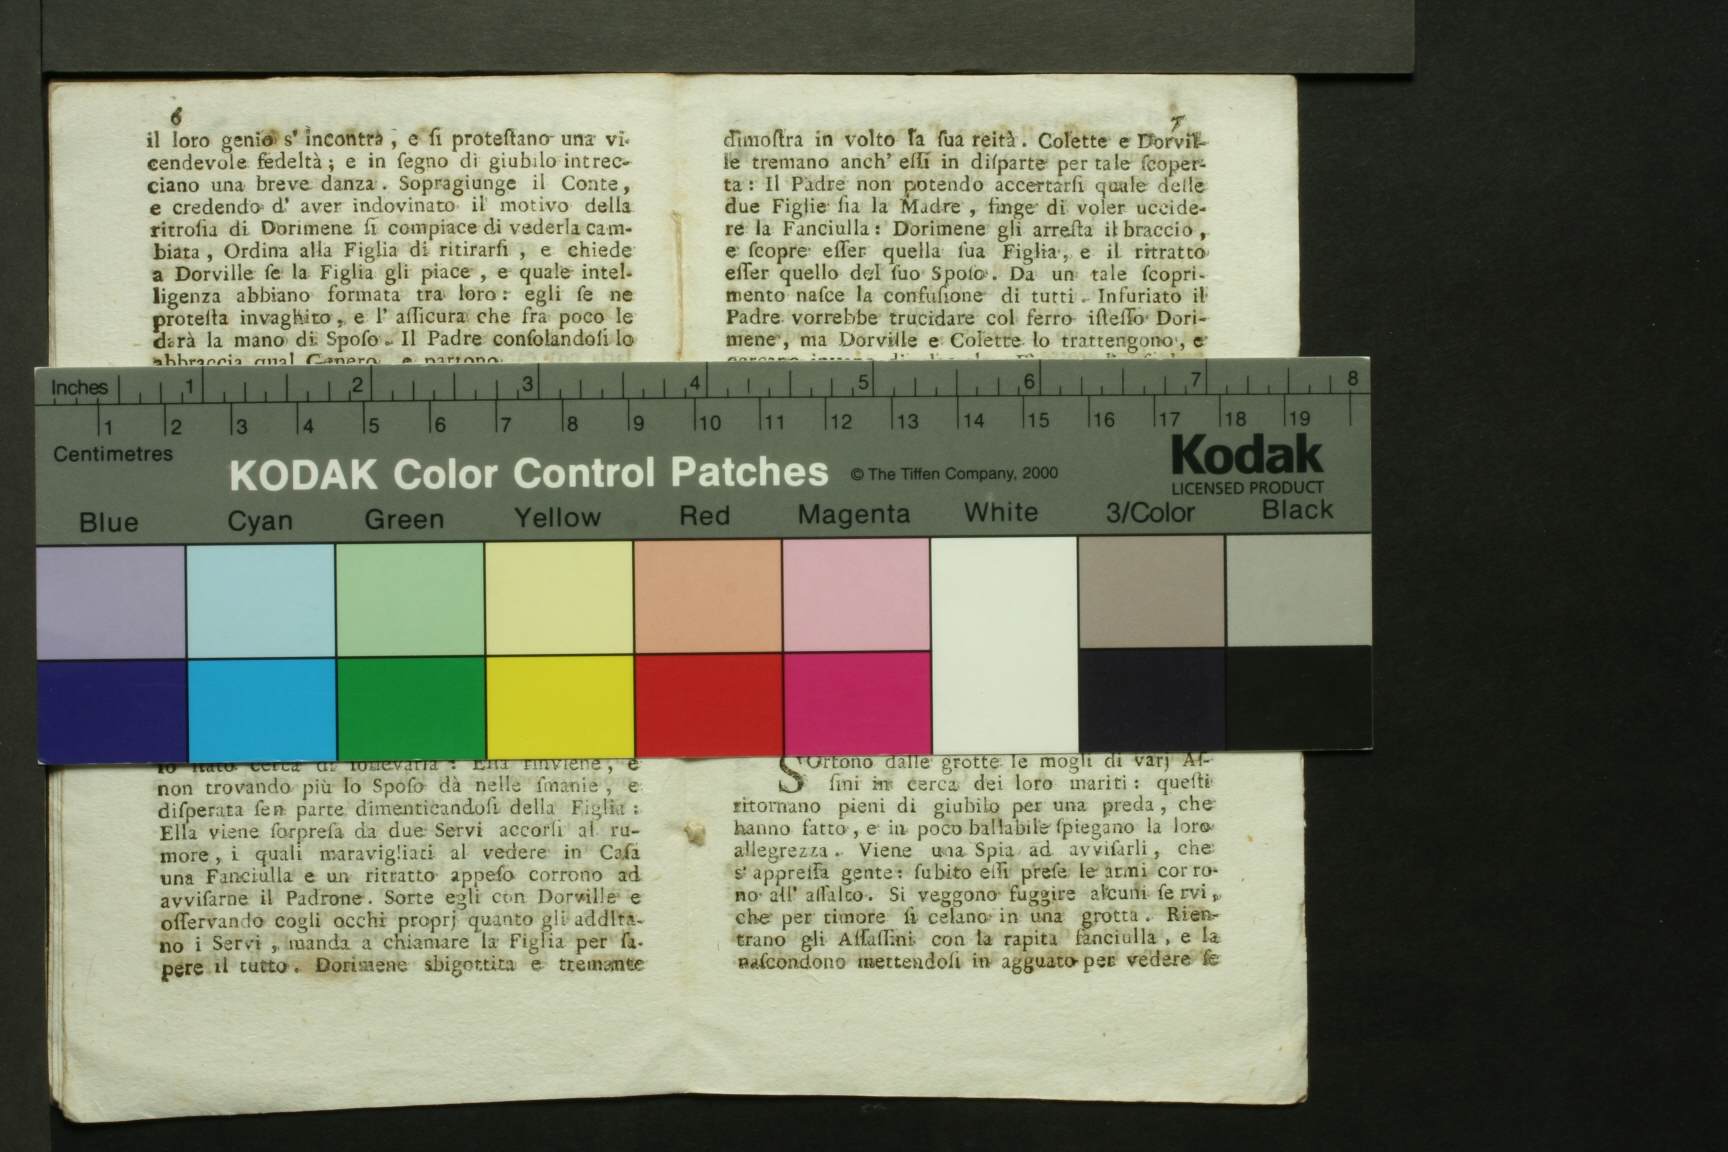 6
il loro genio s' incontra, e ſi proteſtano una vi-
cendevole fedeltà; e in ſegno di giubilo intrec-
ciano una breve danza. Sopragiunge il Conte,
e credendo d' aver indovinato il motivo della
ritroſia di Dorimene ſi compiace di vederla cam-
biata, Ordina alla Figlia di ritirarſi, e chiede
a Dorville ſe la Figlia gli piace, e quale intel-
ligenza abbiano formata tra loro: egli ſe ne
proteſta invaghito, e l' aſſicura che fra poco le
darà la mano di Spoſo. Il Padre conſolandoſi lo
abbraccia qual Genero, e partono.
lo ſtato cerca di ſollevarla: Ella rinviene, e
non trovando più lo Spoſo dà nelle ſmanie, e
diſperata ſen parte dimenticandoſi della Figlia:
Ella viene ſorpreſa da due Servi accorſi al ru-
more, i quali maravigliati al vedere in Caſa
una Fanciulla e un ritratto appeſo corrono ad
avviſarne il Padrone. Sorte egli con Dorville e
oſſervando cogli occhi proprj quanto gli addita-
no i Servi, manda a chiamare la Figlia per ſa-
pere il tutto. Dorimene sbigottita e tremante
7
dimoſtra in volto la ſua reità. Colette e Dorvil-
le tremano anch' eſſi in diſparte per tale ſcoper-
ta: Il Padre non potendo accertarſi quale delle
due Figlie ſia la Madre, finge di voler uccide-
re la Fanciulla: Dorimene gli arreſta il braccio,
e ſcopre eſſer quella ſua Figlia, e il ritratto
eſſer quello del ſuo Spoſo. Da un tale ſcopri-
mento naſce la confuſione di tutti. Infuriato il
Padre vorrebbe trucidare col ferro iſteſſo Dori-
mene, ma Dorville e Colette lo trattengono, e
SOrtono dalle grotte le mogli di varj Aſ-
ſini in cerca dei loro mariti: queſti
ritornano pieni di giubilo per una preda, che
hanno fatto, e in poco ballabile ſpiegano la loro
allegrezza. Viene una Spia ad avviſarli, che
s' appreſſa gente: ſubito eſſi preſe le armi corro-
no all' aſſalto. Si veggono fuggire alcuni ſe rvi,
che per timore ſi celano in una grotta. Rien-
trano gli Aſſaſſini con la rapita fanciulla, e la
naſcondono mettendoſi in agguato per vedere ſe
Inches 1 2 3 4 5 6 7 8
1 2 3 4 5 6 7 8 9 10 11 12 13 14 15 16 17 18 19
Centimetres
KODAK Color Control Patches © The Tiffen Company, 2000
Kodak
LICENSED PRODUCT
Blue Cyan Green Yellow Red Magenta White 3/Color Black